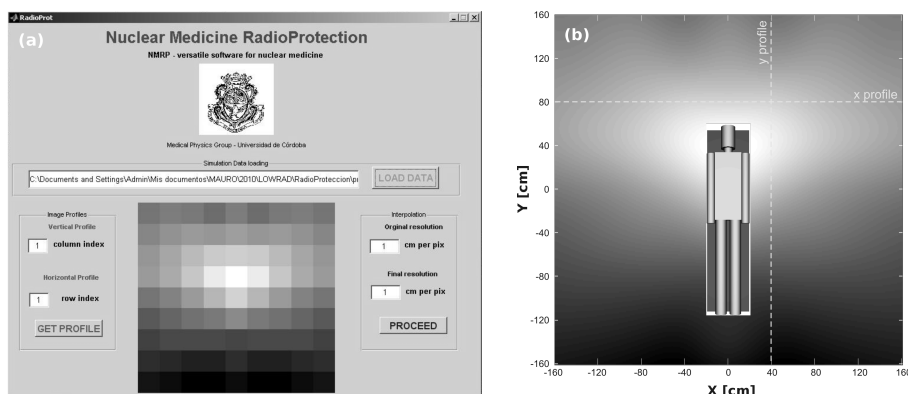 RadioProt
(a)
Nuclear Medicine RadioProtection
NMRP - versatile software for nuclear medicine
Medical Physics Group - Universidad de Córdoba
Simulation Data loading
C:\Documents and Settings\Admin\Mis documentos\MAURO\2010\LOWRAD\RadioProteccion\p
LOAD DATA
Image Profiles
Vertical Profile
1 column index
Horizontal Profile
1 row index
GET PROFILE
Interpolation
Orginal resolution
1 cm per pix
Final resolution
1 cm per pix
PROCEED
(b)
y profile
x profile
Y [cm]
160
120
80
40
0
-40
-80
-120
-160
-160 -120 -80 -40 0 40 80 120 160
X [cm]